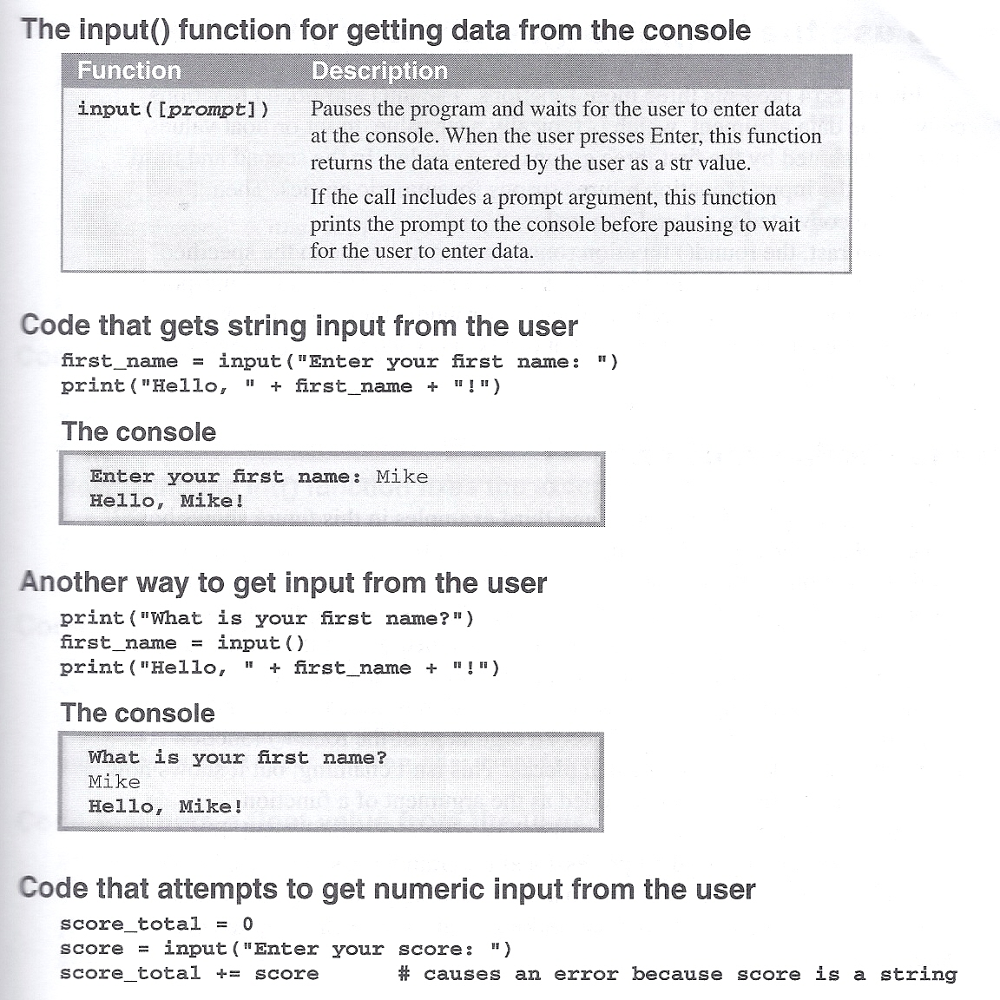 The input() function for getting data from the console
Function Description
input([prompt]) Pauses the program and waits for the user to enter data
at the console. When the user presses Enter, this function
returns the data entered by the user as a str value.
If the call includes a prompt argument, this function
prints the prompt to the console before pausing to wait
for the user to enter data.
Code that gets string input from the user
first_name = input("Enter your first name: ")
print("Hello, " + first_name + "!")
The console
Enter your first name: Mike
Hello, Mike!
Another way to get input from the user
print("What is your first name?")
first_name = input()
print("Hello, " + first_name + "!")
The console
What is your first name?
Mike
Hello, Mike!
Code that attempts to get numeric input from the user
score_total = 0
score = input("Enter your score: ")
score_total += score # causes an error because score is a string